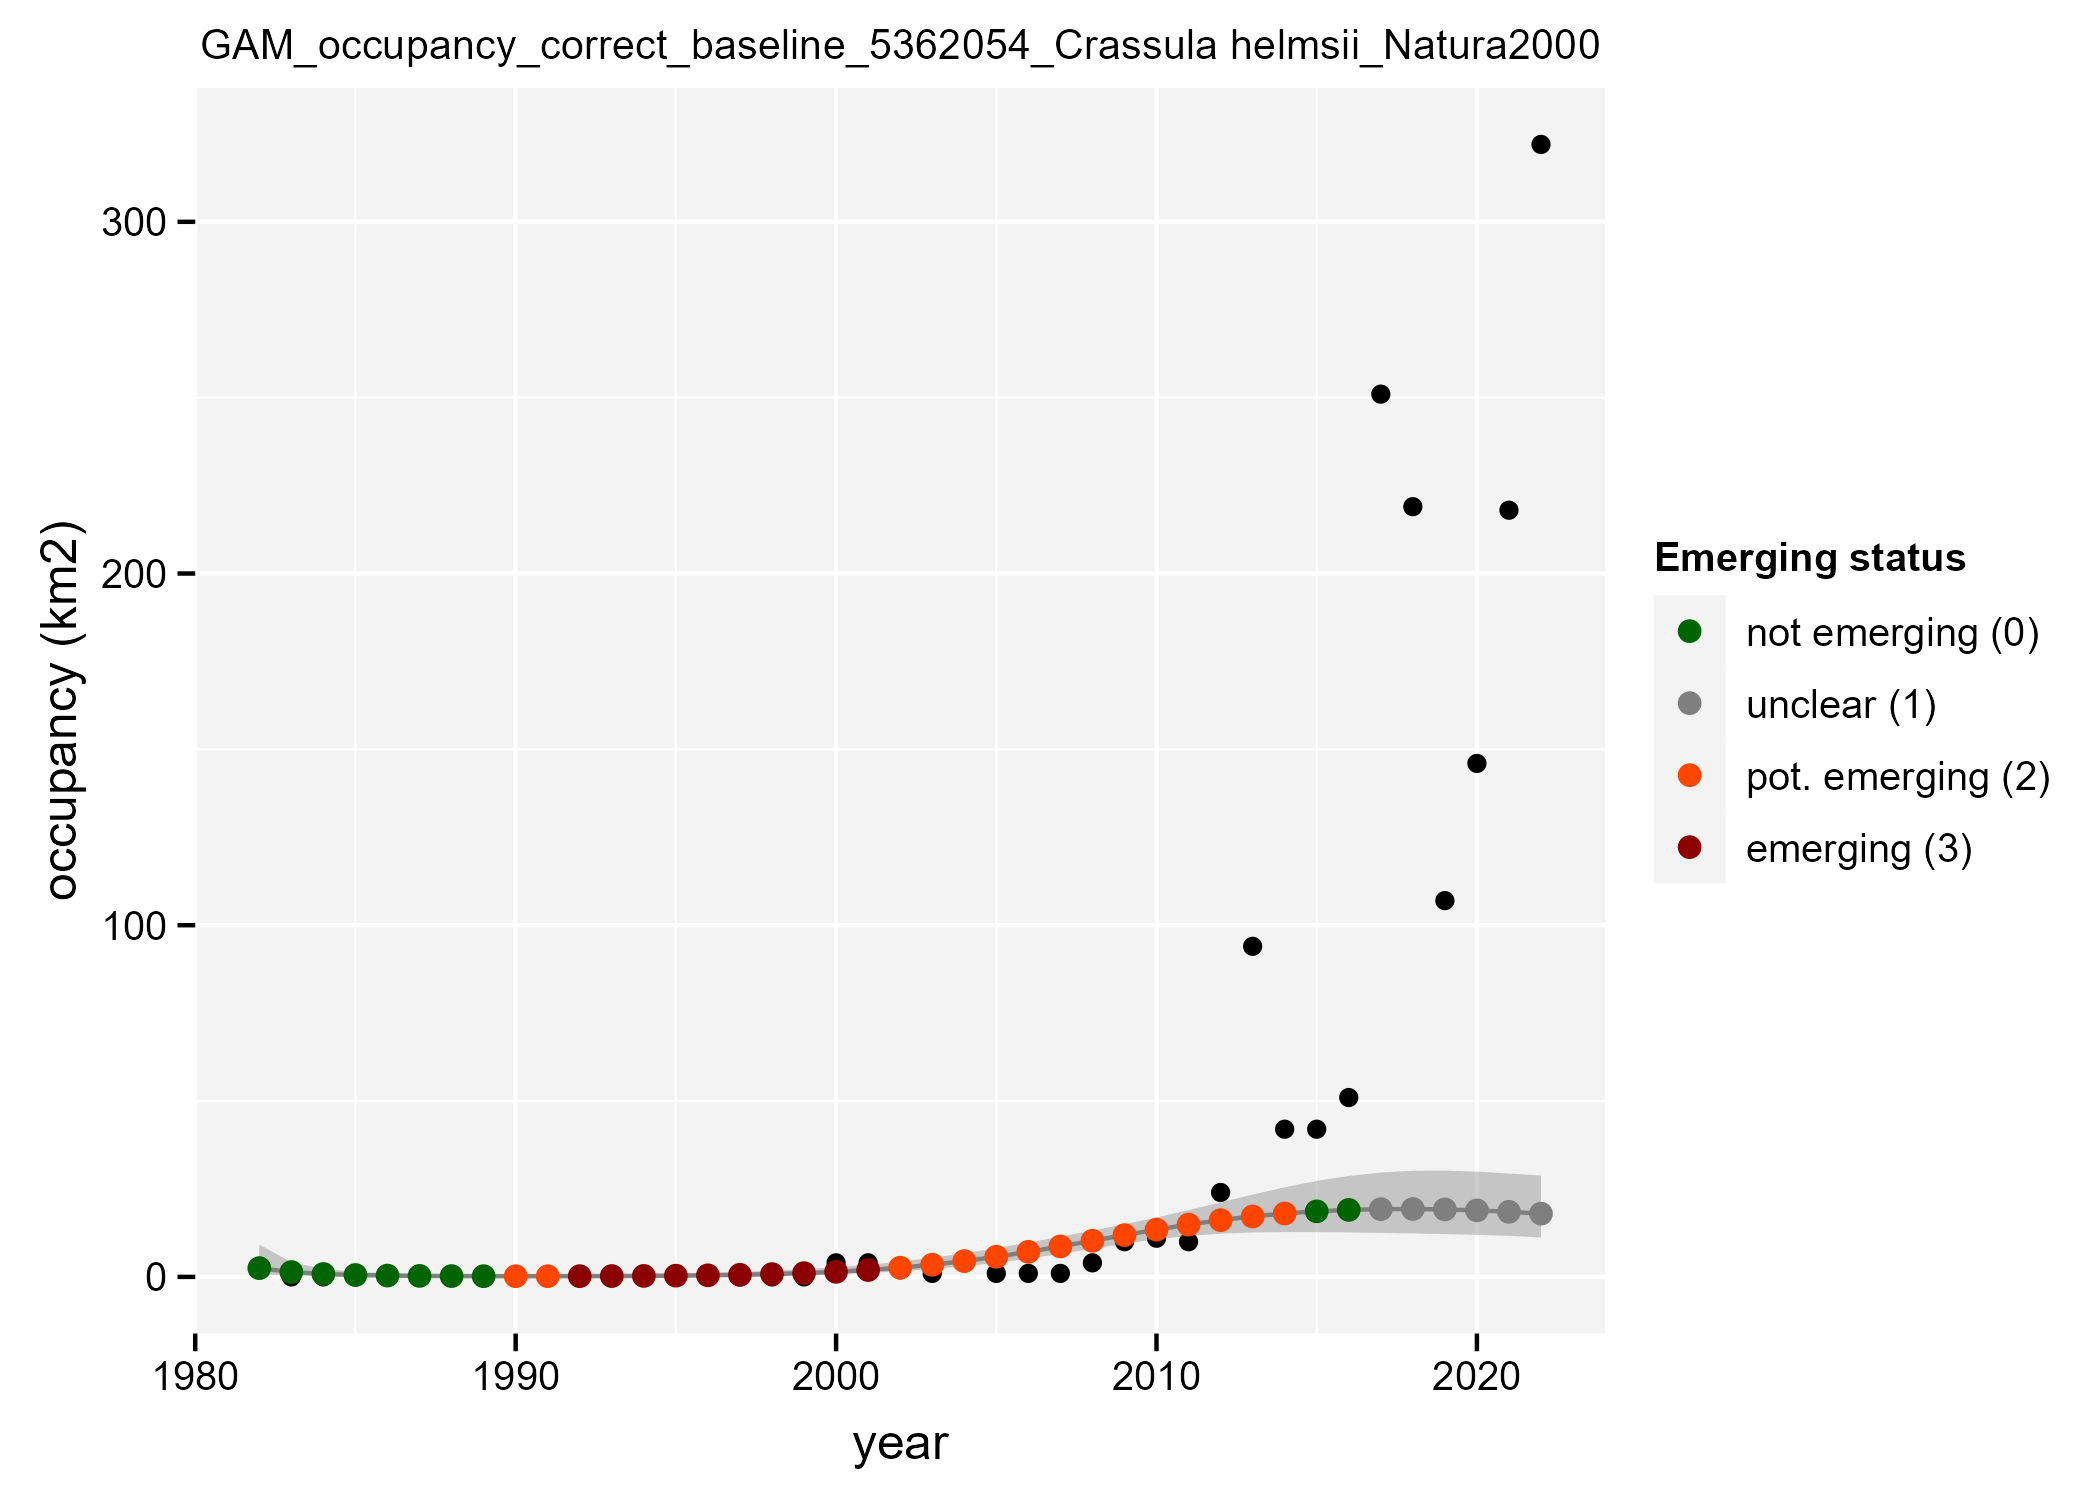 GAM_occupancy_correct_baseline_5362054_Crassula helmsii_Natura2000
occupancy (km2)
300
200
100
0
1980 1990 2000 2010 2020
year
Emerging status
not emerging (0)
unclear (1)
pot. emerging (2)
emerging (3)